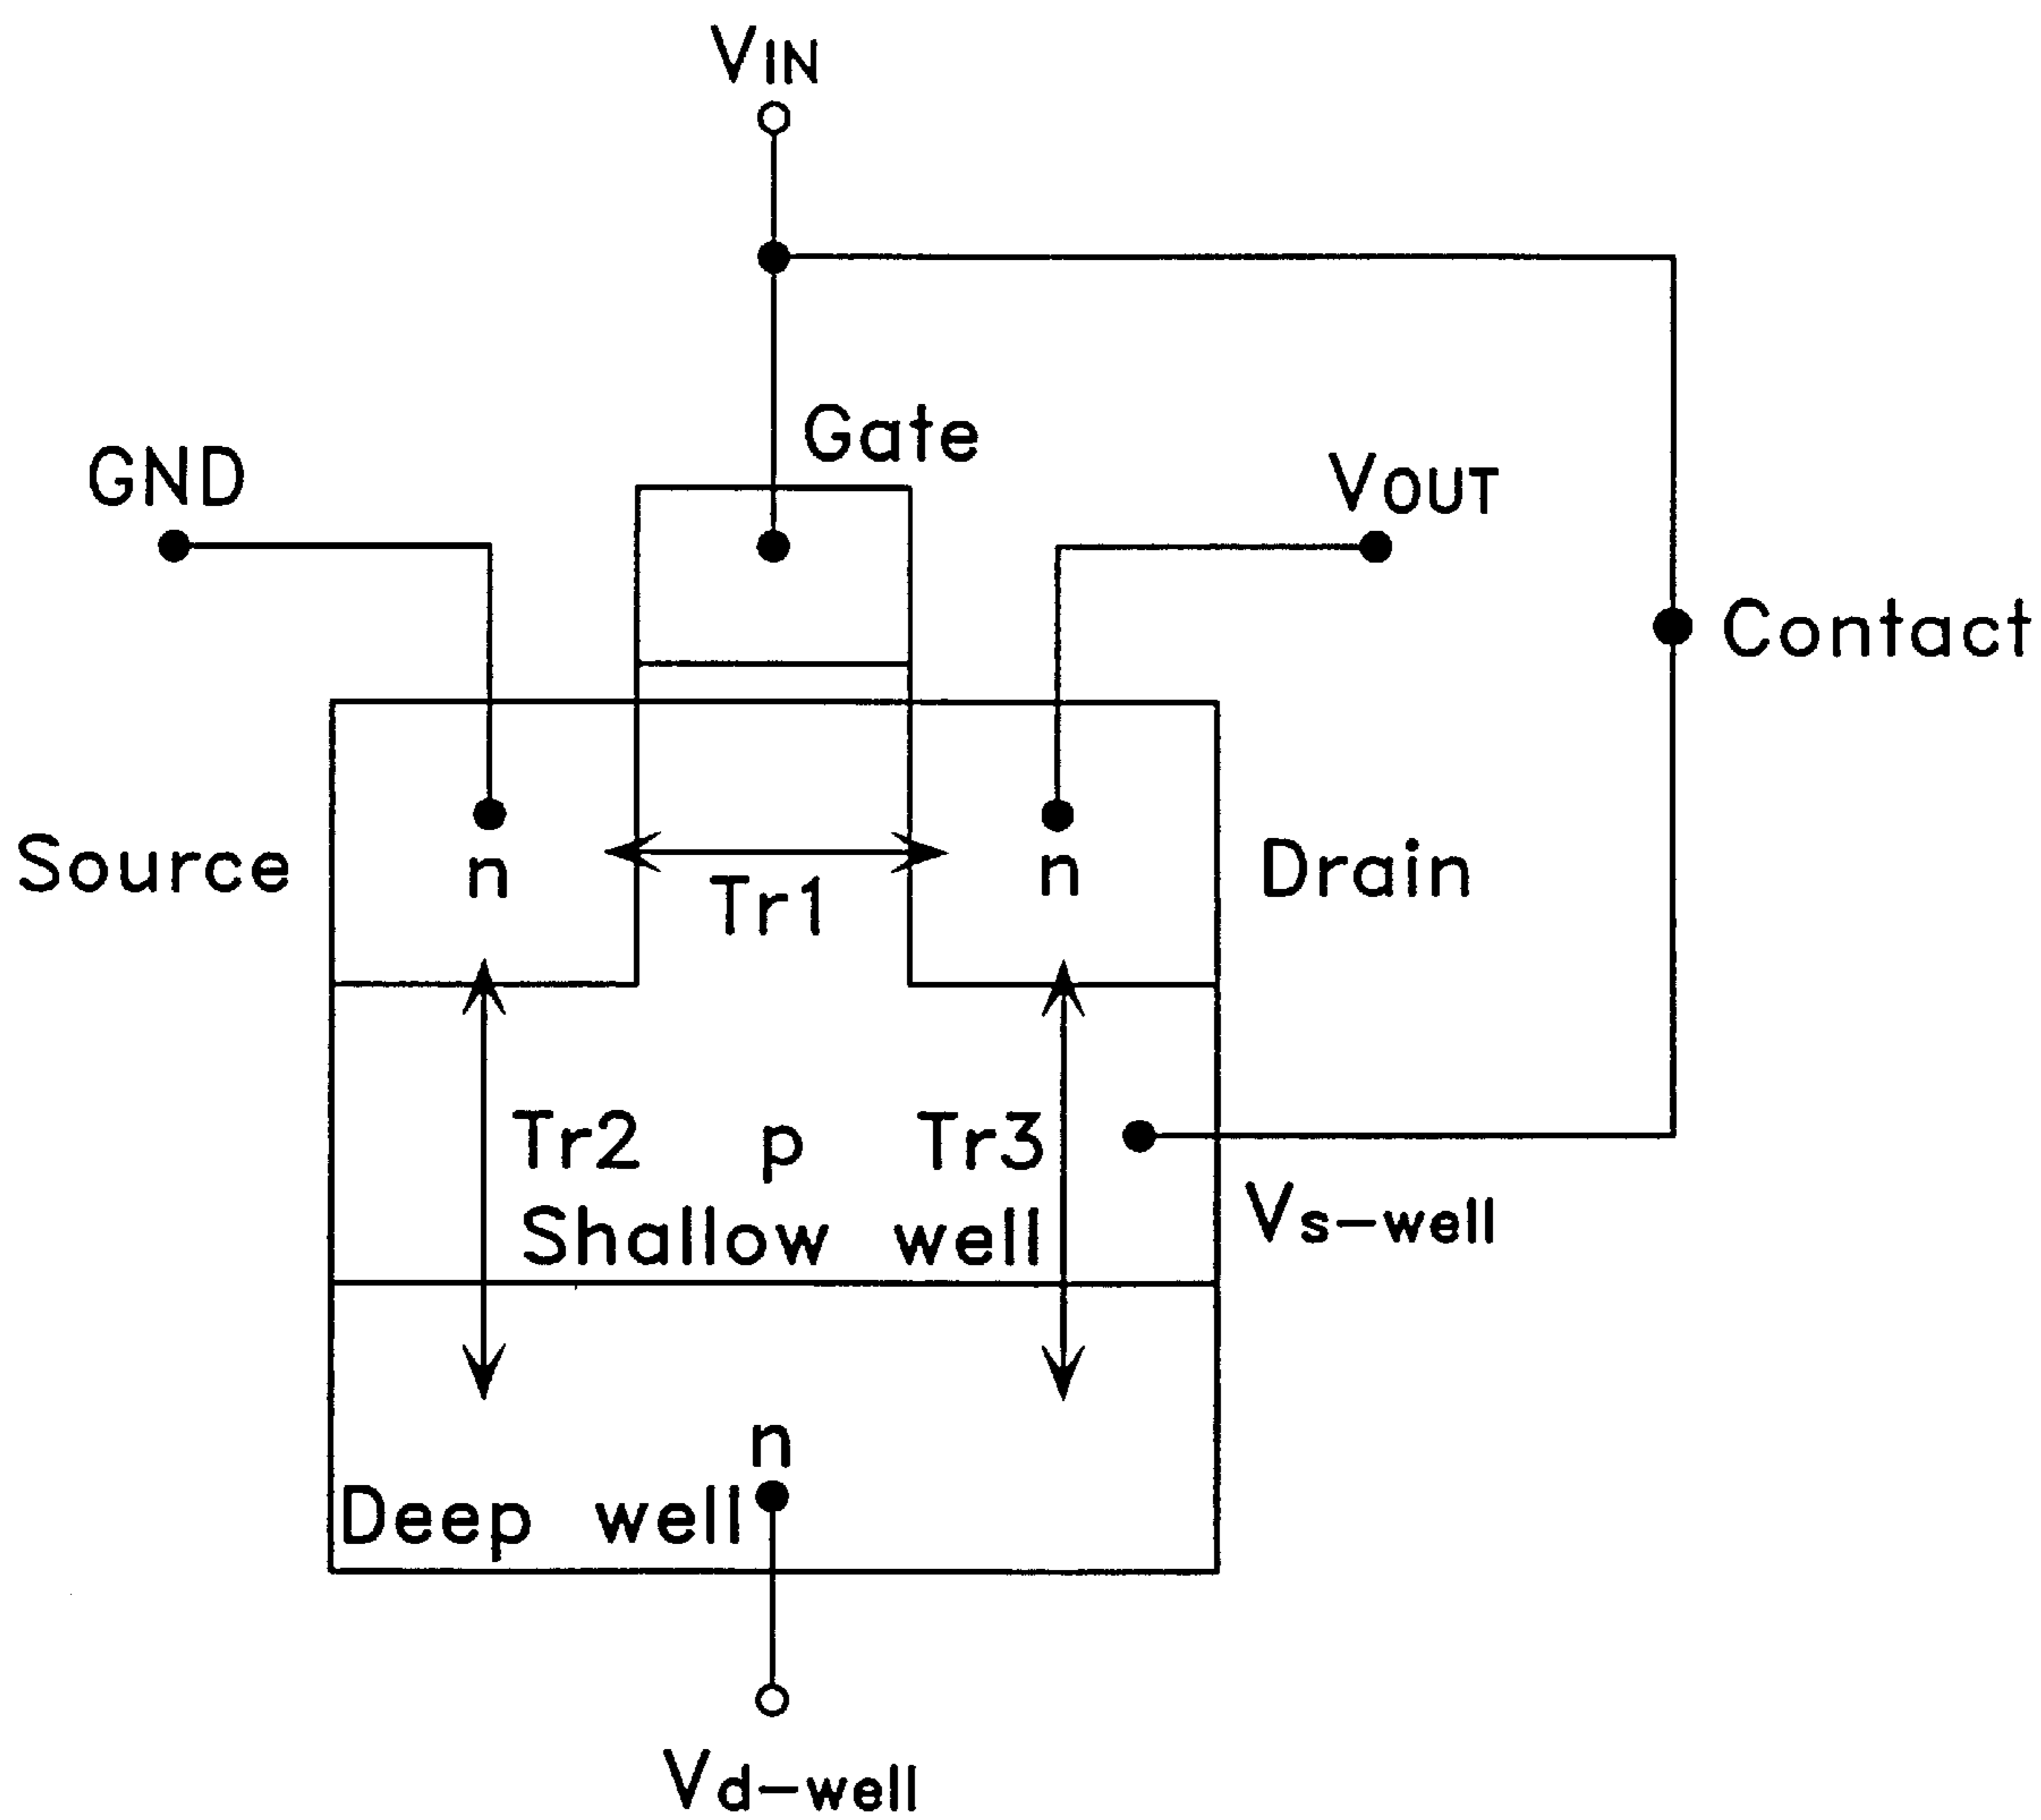 VIN
Gate
GND
VOUT
Contact
Source
n
n
Drain
Tr1
Tr2 p Tr3
Shallow well
Vs-well
n
Deep well
Vd-well